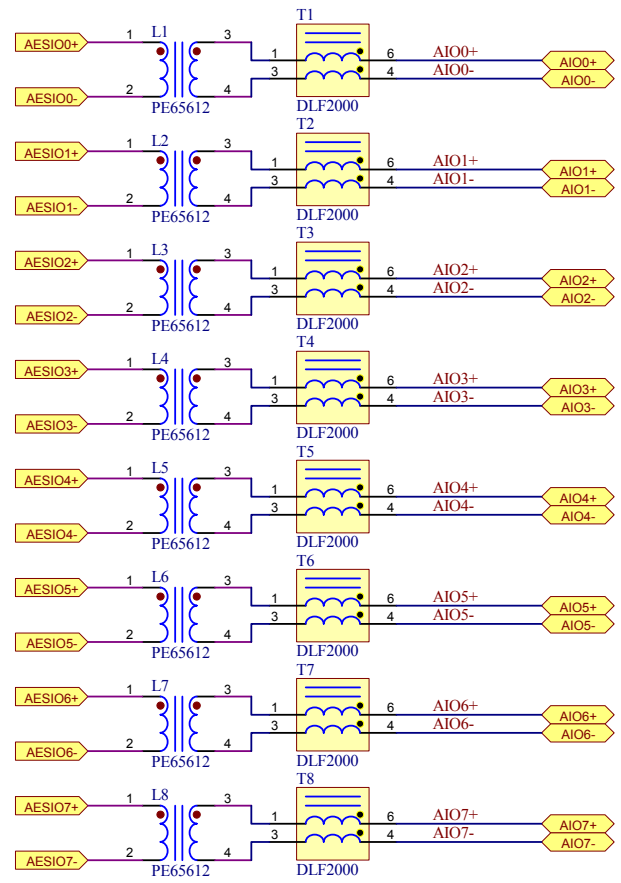 T1
L1
1 3
AESIO0+
1 6 AIO0+ AIO0+
3 4 AIO0- AIO0-
AESIO0- 2 4
PE65612 DLF2000
T2
L2
1 3
AESIO1+
1 6 AIO1+ AIO1+
3 4 AIO1- AIO1-
AESIO1- 2 4
PE65612 DLF2000
T3
L3
1 3
AESIO2+
1 6 AIO2+ AIO2+
3 4 AIO2- AIO2-
AESIO2- 2 4
PE65612 DLF2000
T4
L4
1 3
AESIO3+
1 6 AIO3+ AIO3+
3 4 AIO3- AIO3-
AESIO3- 2 4
PE65612 DLF2000
T5
L5
1 3
AESIO4+
1 6 AIO4+ AIO4+
3 4 AIO4- AIO4-
AESIO4- 2 4
PE65612 DLF2000
T6
L6
1 3
AESIO5+
1 6 AIO5+ AIO5+
3 4 AIO5- AIO5-
AESIO5- 2 4
PE65612 DLF2000
T7
L7
1 3
AESIO6+
1 6 AIO6+ AIO6+
3 4 AIO6- AIO6-
AESIO6- 2 4
PE65612 DLF2000
T8
L8
1 3
AESIO7+
1 6 AIO7+ AIO7+
3 4 AIO7- AIO7-
AESIO7- 2 4
PE65612 DLF2000